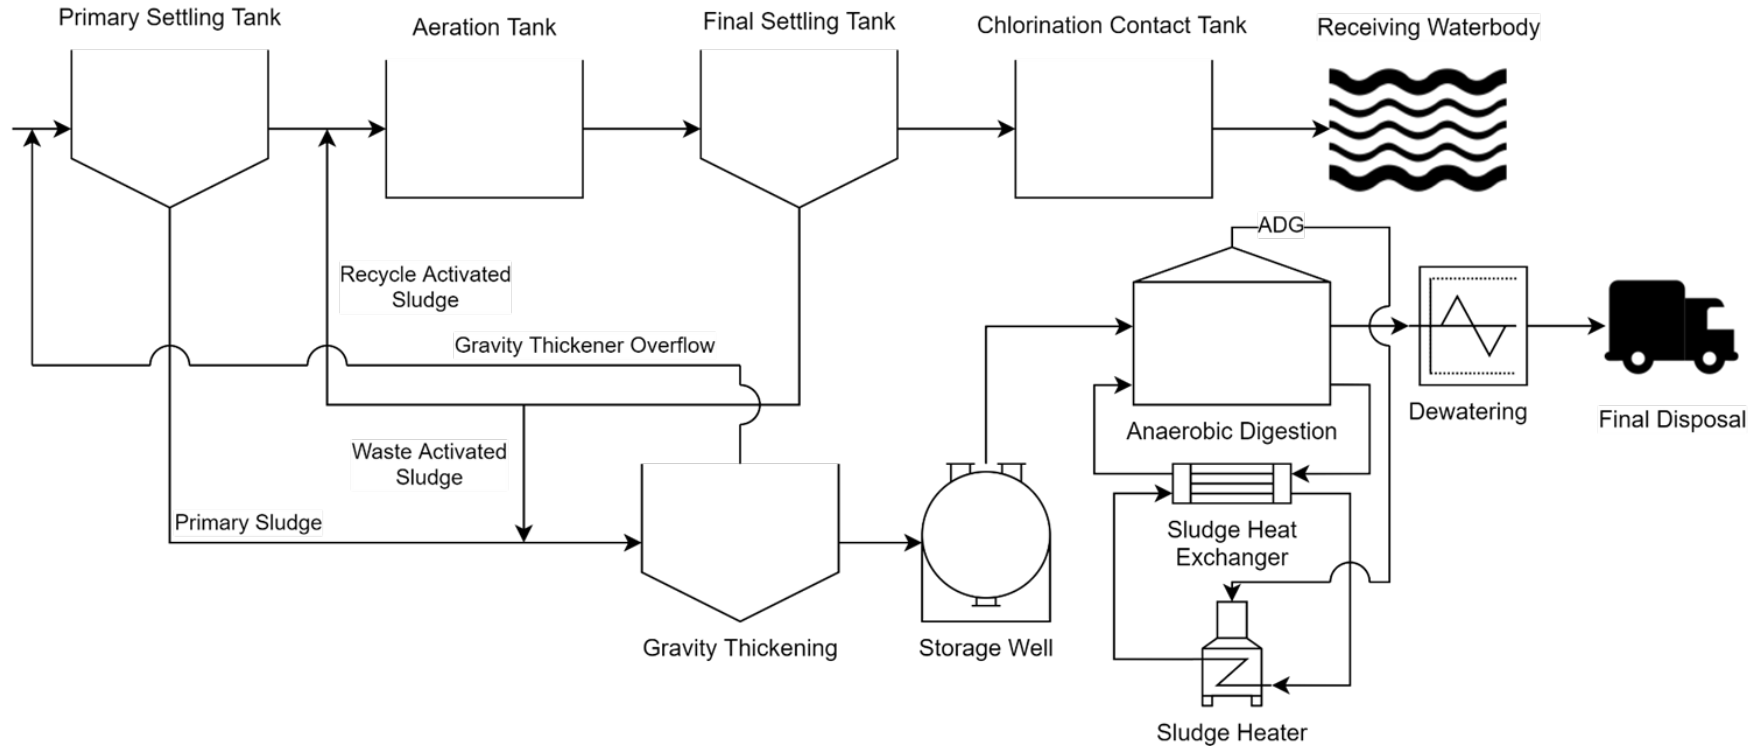 Primary Settling Tank
Aeration Tank
Final Settling Tank
Chlorination Contact Tank
Receiving Waterbody
ADG
Recycle Activated
Sludge
Gravity Thickener Overflow
Dewatering
Final Disposal
Anaerobic Digestion
Waste Activated
Sludge
Primary Sludge
Sludge Heat
Exchanger
Gravity Thickening
Storage Well
Sludge Heater